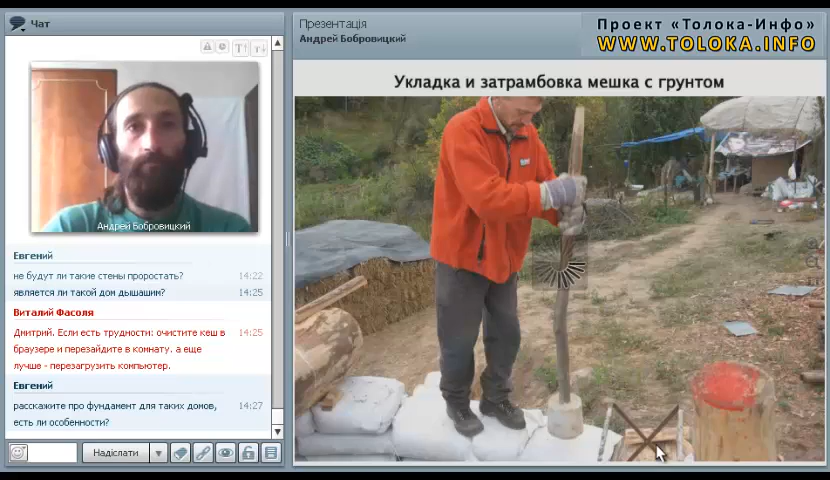 Чат
Презентація
Андрей Бобровицкий
Проект «Толока-Инфо»
WWW.TOLOKA.INFO
Укладка и затрамбовка мешка с грунтом
Андрей Бобровицкий
Евгений
не будут ли такие стены проростать? 14:22
является ли такой дом дышашим? 14:25
Виталий Фасоля
Дмитрий. Если есть трудности: очистите кеш в 14:25
браузере и перезайдите в комнату. а еще
лучше - перезагрузить компьютер.
Евгений
расскажите про фундамент для таких домов, 14:27
есть ли особенности?
Надіслати